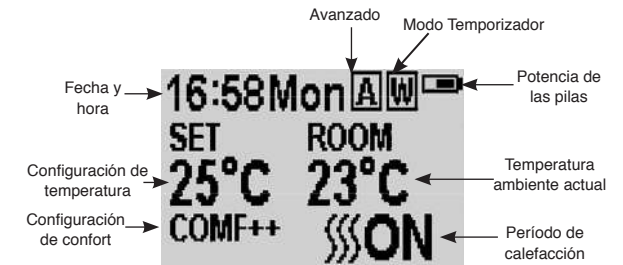 Avanzado
Modo Temporizador
Fecha y
hora
16:58Mon A W
Potencia de
las pilas
SET ROOM
Configuración de
temperatura
25°C 23°C
Temperatura
ambiente actual
Configuración
de confort
COMF++
ON
Período de
calefacción